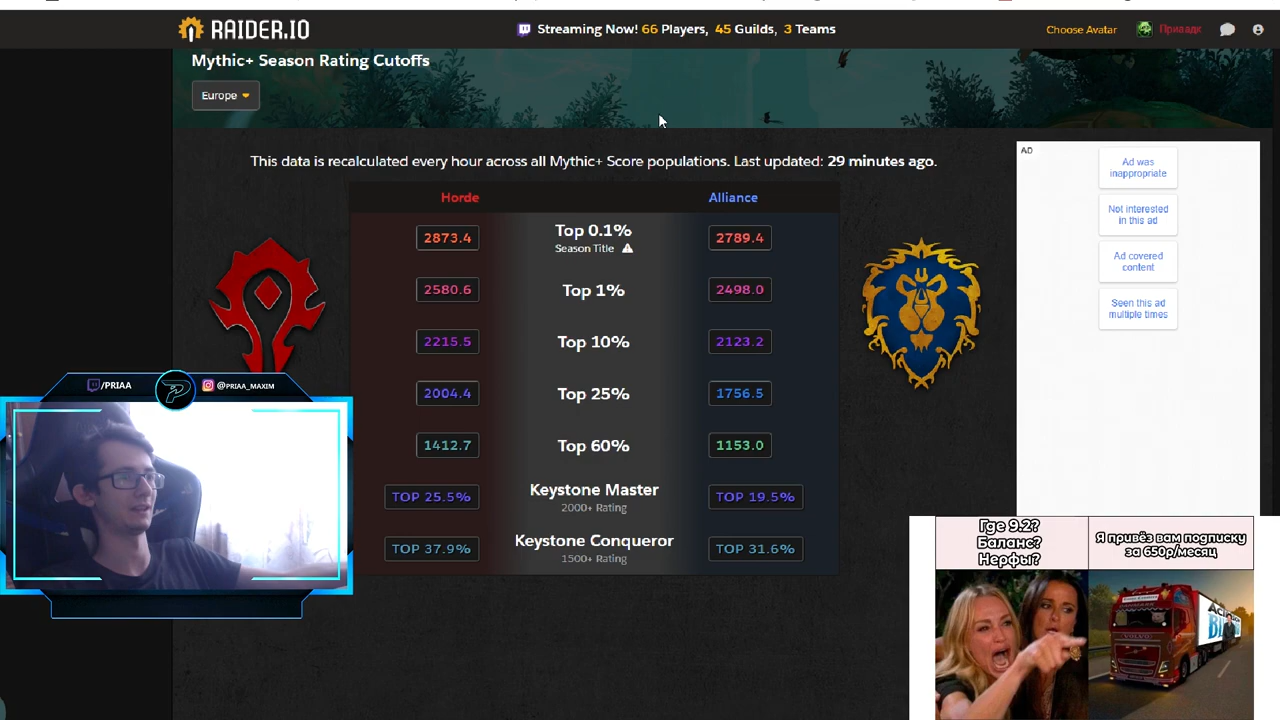 RAIDER.IO
Streaming Now! 66 Players, 45 Guilds, 3 Teams
Choose Avatar
Приладк
Mythic+ Season Rating Cutoffs
Europe
This data is recalculated every hour across all Mythic+ Score populations. Last updated: 29 minutes ago.
Horde
Alliance
2873.4
Top 0.1%
Season Title
2789.4
2580.6
Top 1%
2498.0
2215.5
Top 10%
2123.2
2004.4
Top 25%
1756.5
1412.7
Top 60%
1153.0
TOP 25.5%
Keystone Master
2000+ Rating
TOP 19.5%
TOP 37.9%
Keystone Conqueror
1500+ Rating
TOP 31.6%
AD
Ad was
inappropriate
Not interested
in this ad
Ad covered
content
Seen this ad
multiple times
/PRIAA
@PRIAA_MAXIM
Где 9.2?
Баланс?
Нерфы?
Я привёз вам подписку
за 650р/месяц
VOLVO